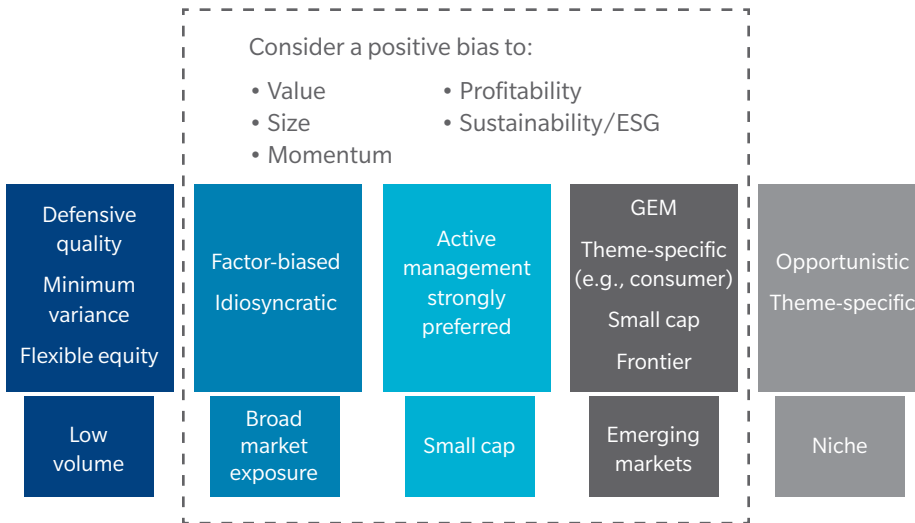 Consider a positive bias to:
• Value
• Size
• Momentum
• Profitability
• Sustainability/ESG
Defensive
quality
Minimum
variance
Flexible equity
Factor-biased
Idiosyncratic
Active
management
strongly
preferred
GEM
Theme-specific
(e.g., consumer)
Small cap
Frontier
Opportunistic
Theme-specific
Low
volume
Broad
market
exposure
Small cap
Emerging
markets
Niche